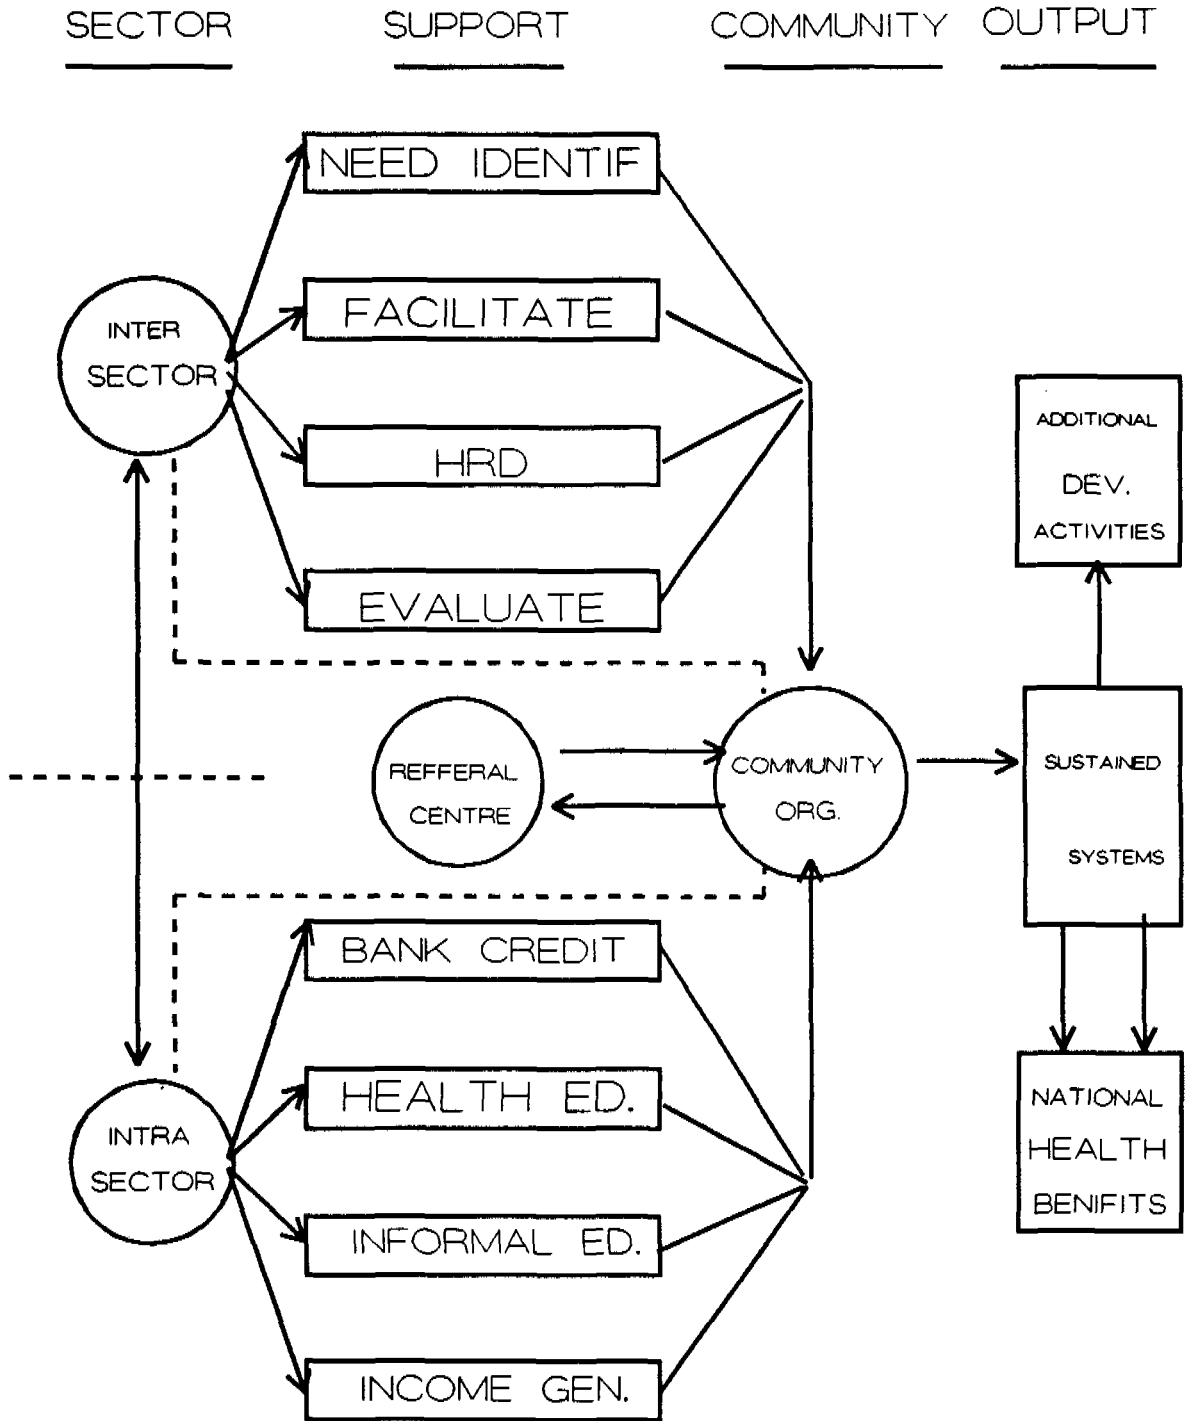 SECTOR SUPPORT COMMUNITY OUTPUT
NEED IDENTIF
FACILITATE
HRD
EVALUATE
INTER
SECTOR
ADDITIONAL
DEV.
ACTIVITIES
REFFERAL
CENTRE
COMMUNITY
ORG.
SUSTAINED
SYSTEMS
BANK CREDIT
HEALTH ED.
INFORMAL ED.
INCOME GEN.
INTRA
SECTOR
NATIONAL
HEALTH
BENIFITS